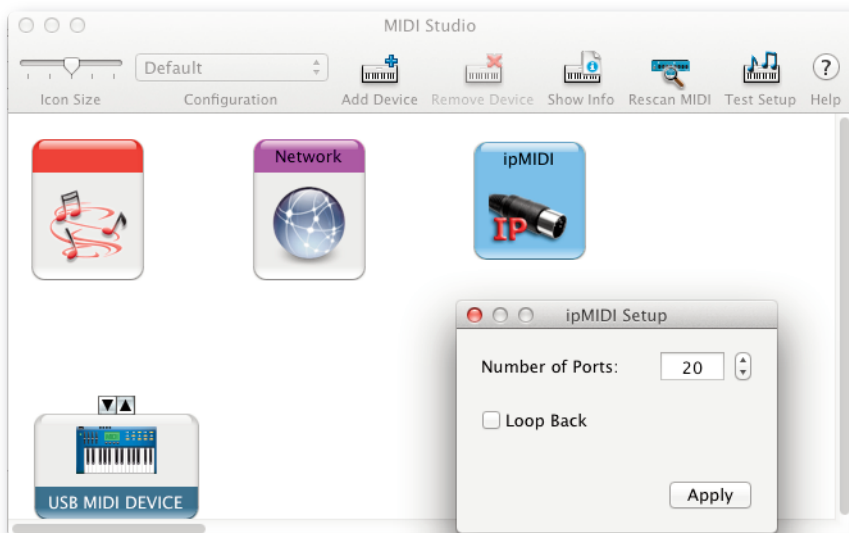 MIDI Studio
Default
Icon Size Configuration Add Device Remove Device Show Info Rescan MIDI Test Setup ? Help
Network
ipMIDI
IP
ipMIDI Setup
Number of Ports: 20
Loop Back
Apply
USB MIDI DEVICE